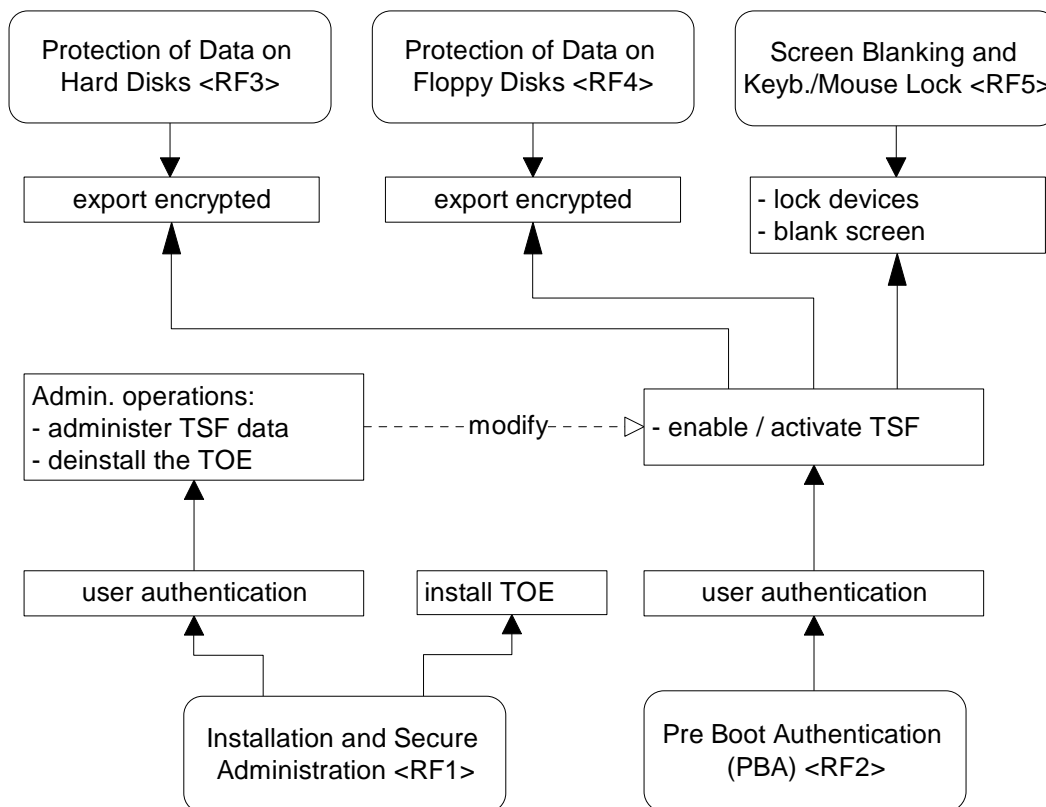 Protection of Data on
Hard Disks <RF3>
Protection of Data on
Floppy Disks <RF4>
Screen Blanking and
Keyb./Mouse Lock <RF5>
export encrypted
export encrypted
- lock devices
- blank screen
Admin. operations:
- administer TSF data
- deinstall the TOE
modify
- enable / activate TSF
user authentication
install TOE
user authentication
Installation and Secure
Administration <RF1>
Pre Boot Authentication
(PBA) <RF2>